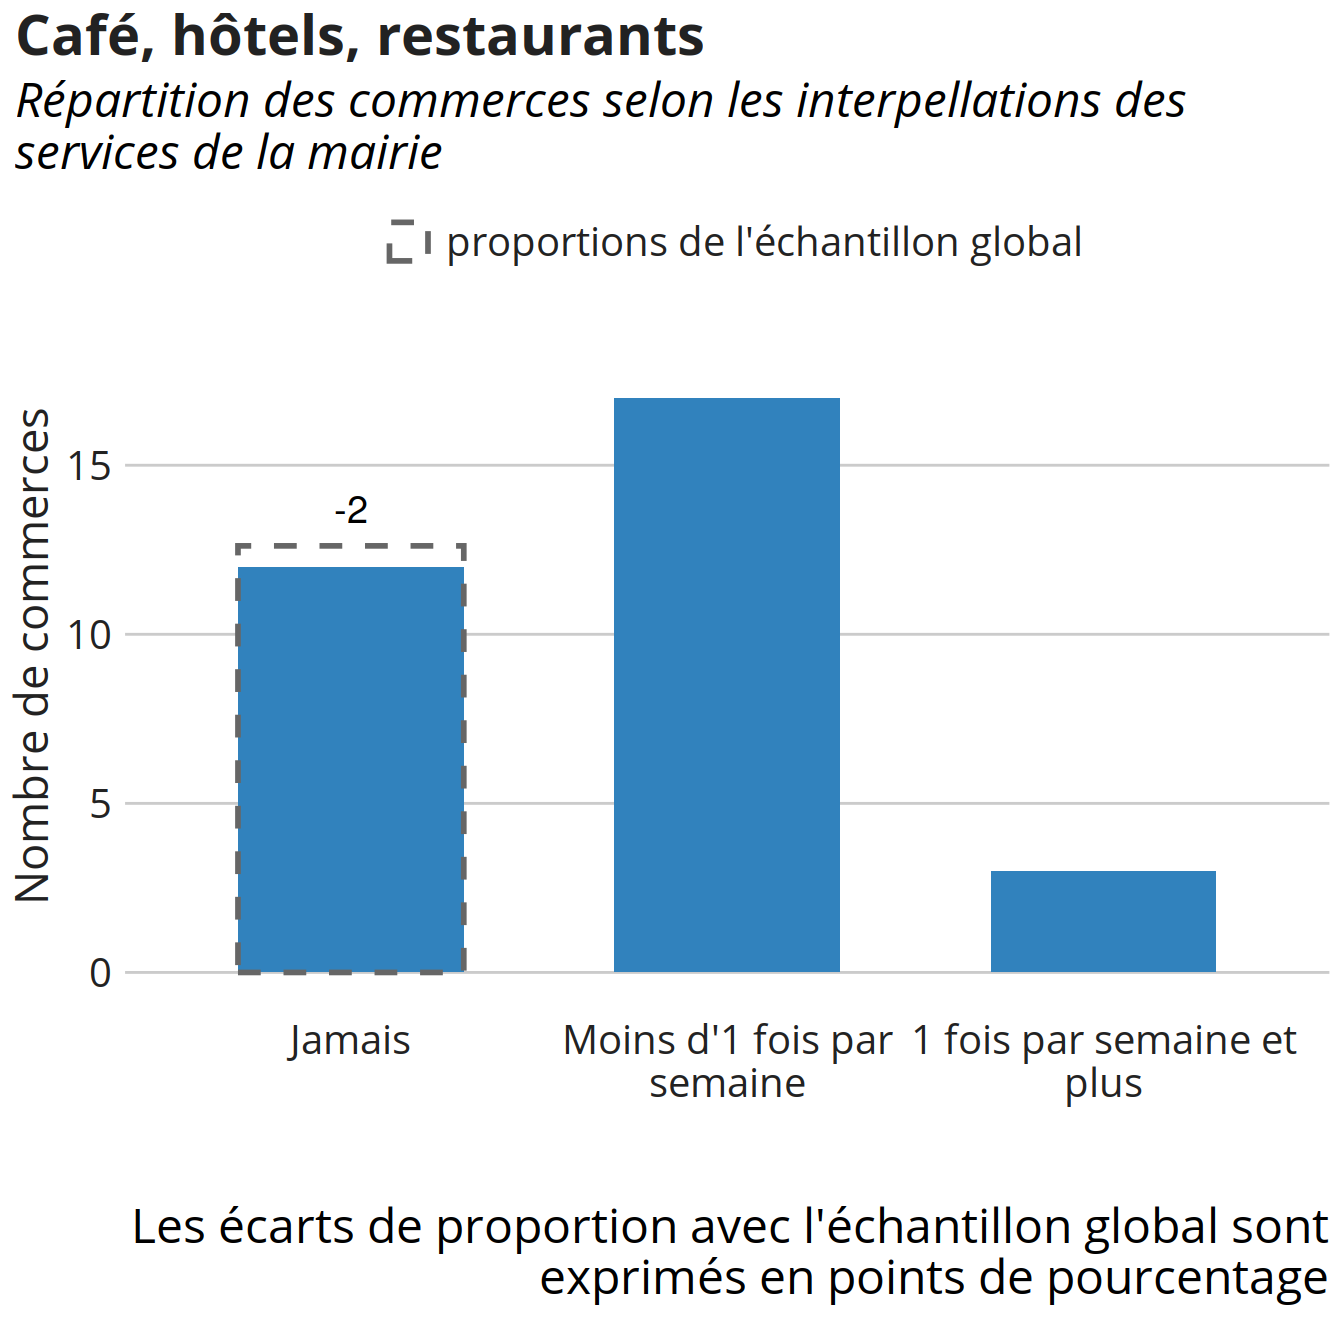 Café, hôtels, restaurants
Répartition des commerces selon les interpellations des
services de la mairie
proportions de l'échantillon global
Nombre de commerces
15
10
5
0
-2
Jamais
Moins d'1 fois par
semaine
1 fois par semaine et
plus
Les écarts de proportion avec l'échantillon global sont
exprimés en points de pourcentage